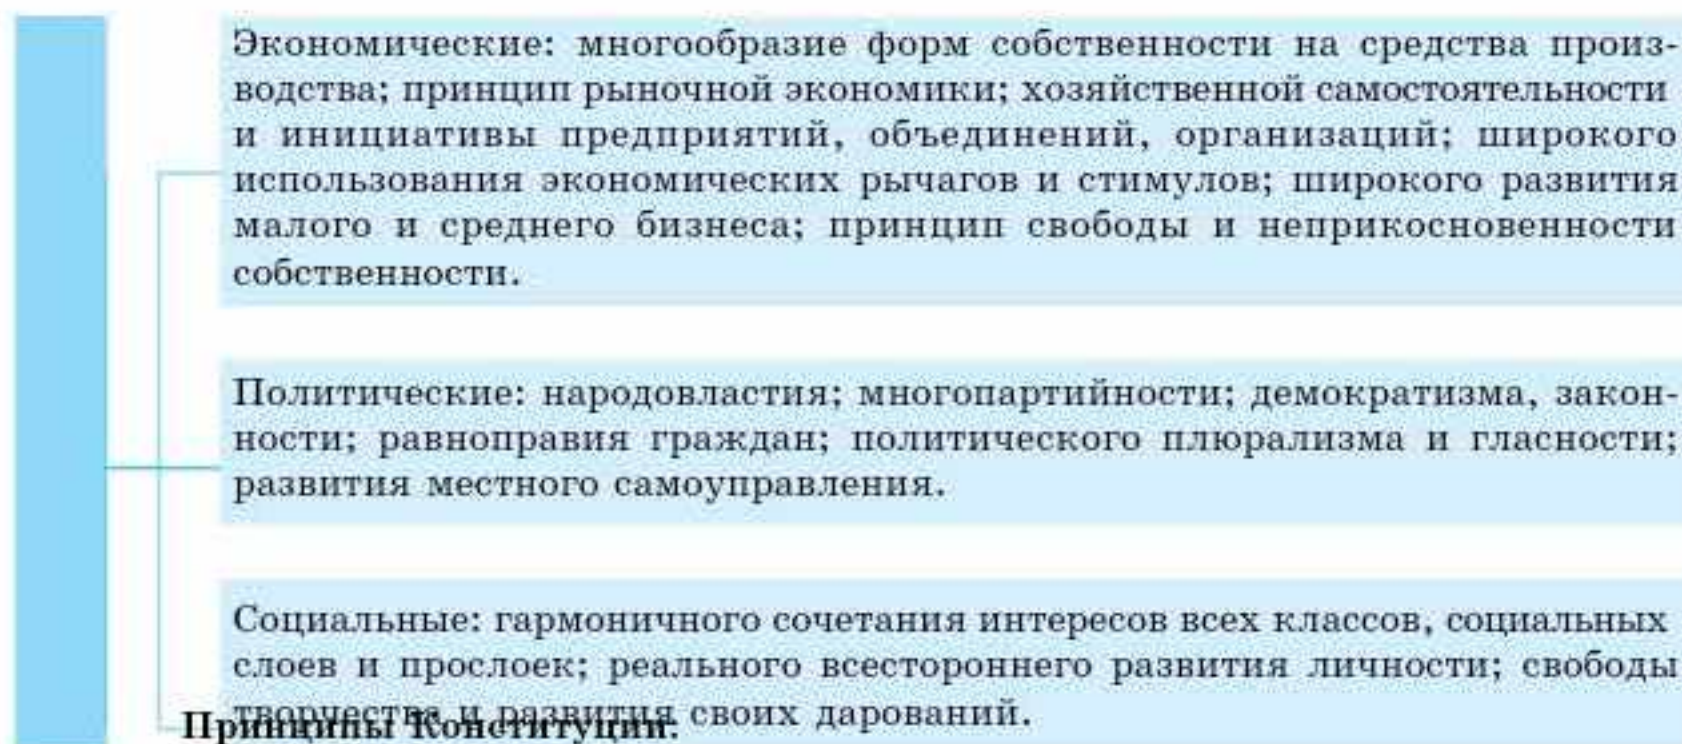 Экономические: многообразие форм собственности на средства произ-
водства; принцип рыночной экономики; хозяйственной самостоятельности
и инициативы предприятий, объединений, организаций; широкого
использования экономических рычагов и стимулов; широкого развития
малого и среднего бизнеса; принцип свободы и неприкосновенности
собственности.
Политические: народовластия; многопартийности; демократизма, закон-
ности; равноправия граждан; политического плюрализма и гласности;
развития местного самоуправления.
Социальные: гармоничного сочетания интересов всех классов, социальных
слоев и прослоек; реального всестороннего развития личности; свободы
творчества и развития своих дарований.
Принципы Конституции: